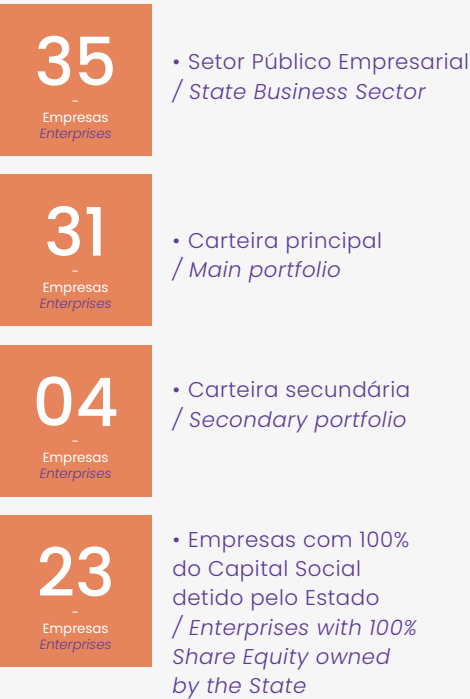 35
-
Empresas
Enterprises
• Setor Público Empresarial
/ State Business Sector
31
-
Empresas
Enterprises
• Carteira principal
/ Main portfolio
04
-
Empresas
Enterprises
• Carteira secundária
/ Secondary portfolio
23
-
Empresas
Enterprises
• Empresas com 100%
do Capital Social
detido pelo Estado
/ Enterprises with 100%
Share Equity owned
by the State